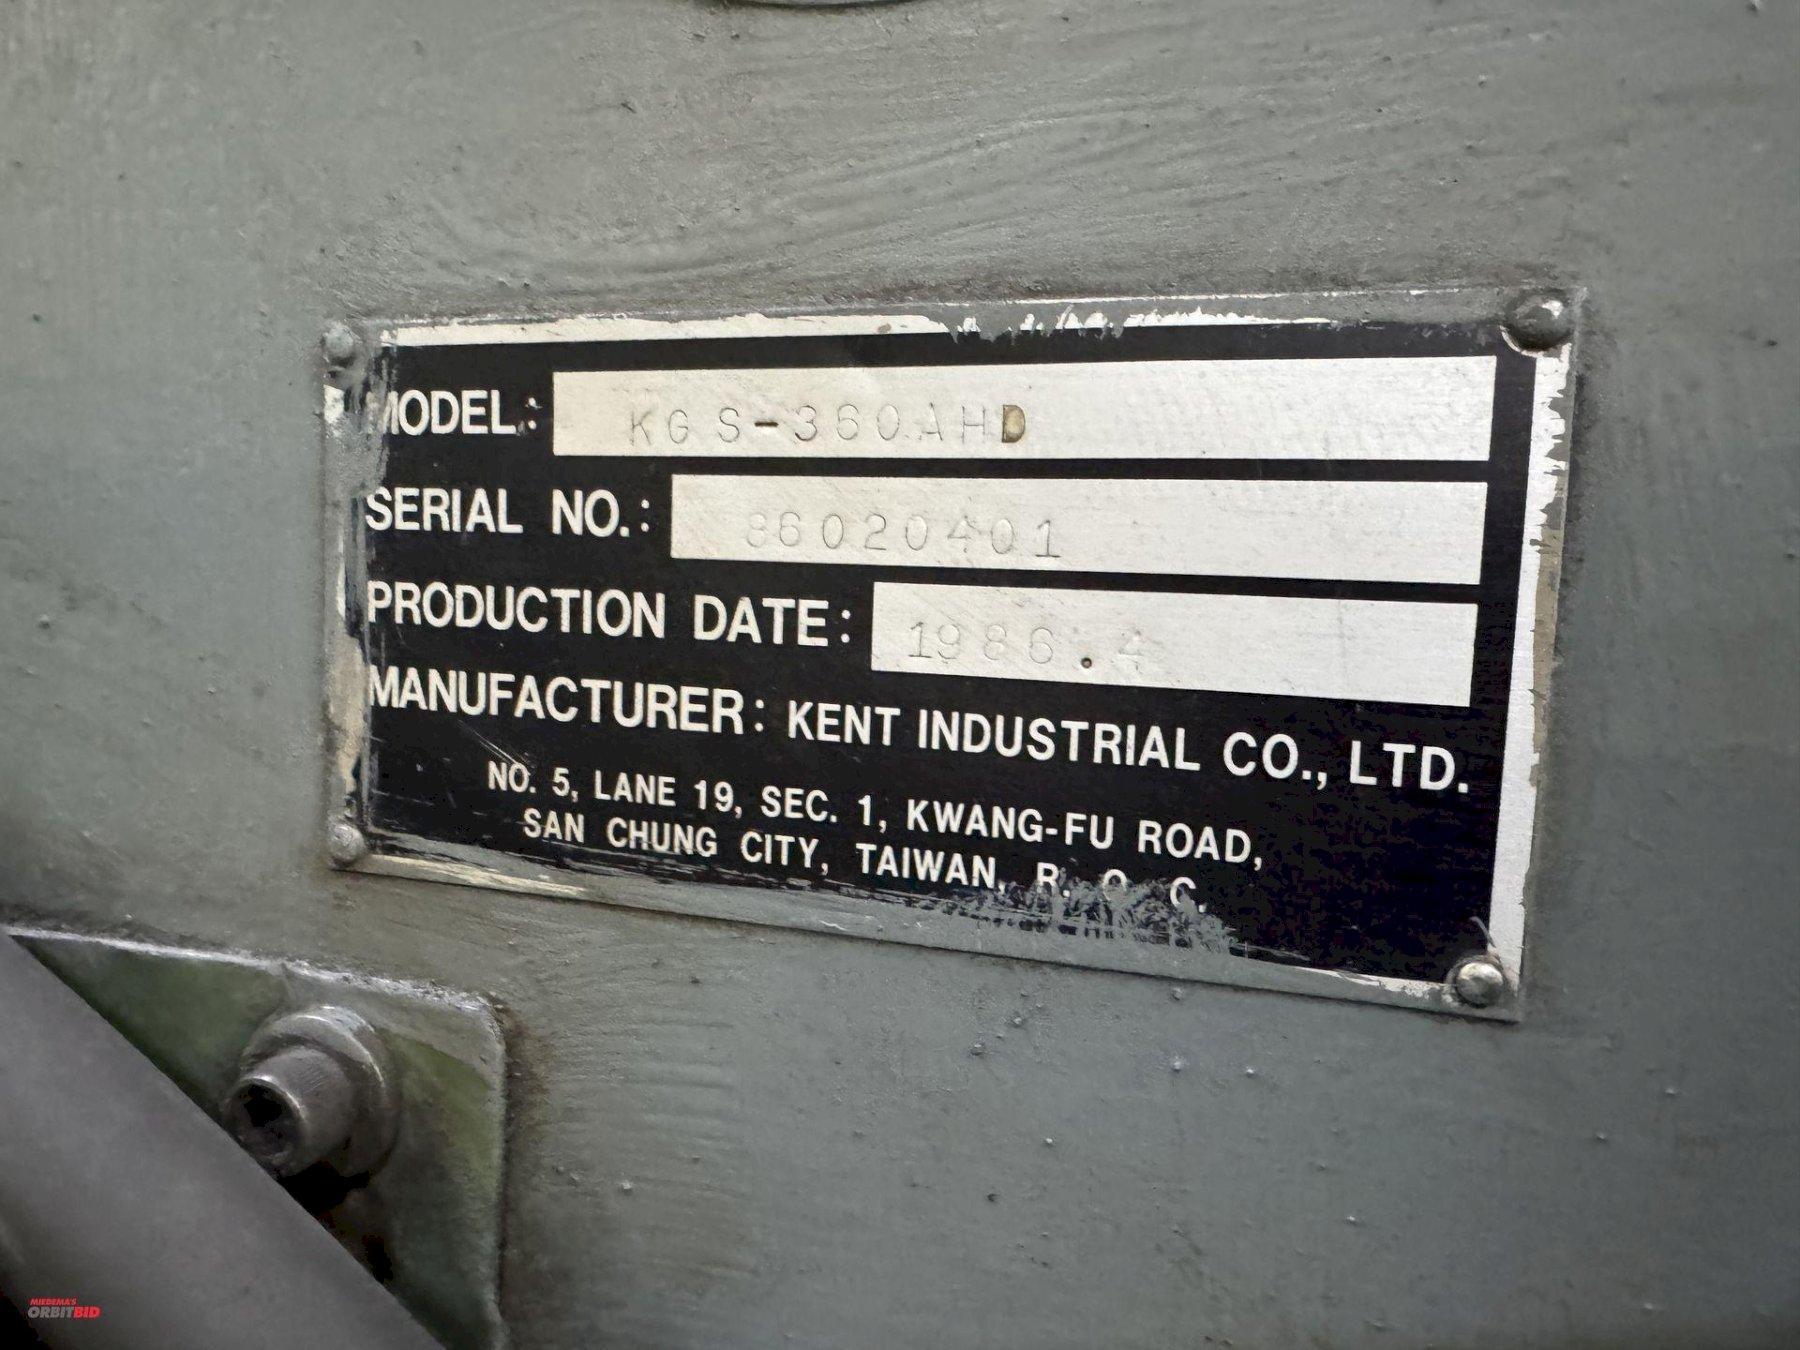 MODEL: KGS-360AHD
SERIAL NO.: 86020401
PRODUCTION DATE: 1986.4
MANUFACTURER: KENT INDUSTRIAL CO., LTD.
NO. 5, LANE 19, SEC. 1, KWANG-FU ROAD,
SAN CHUNG CITY, TAIWAN, R. O. C.
MIEDEMA'S
ORBITBID